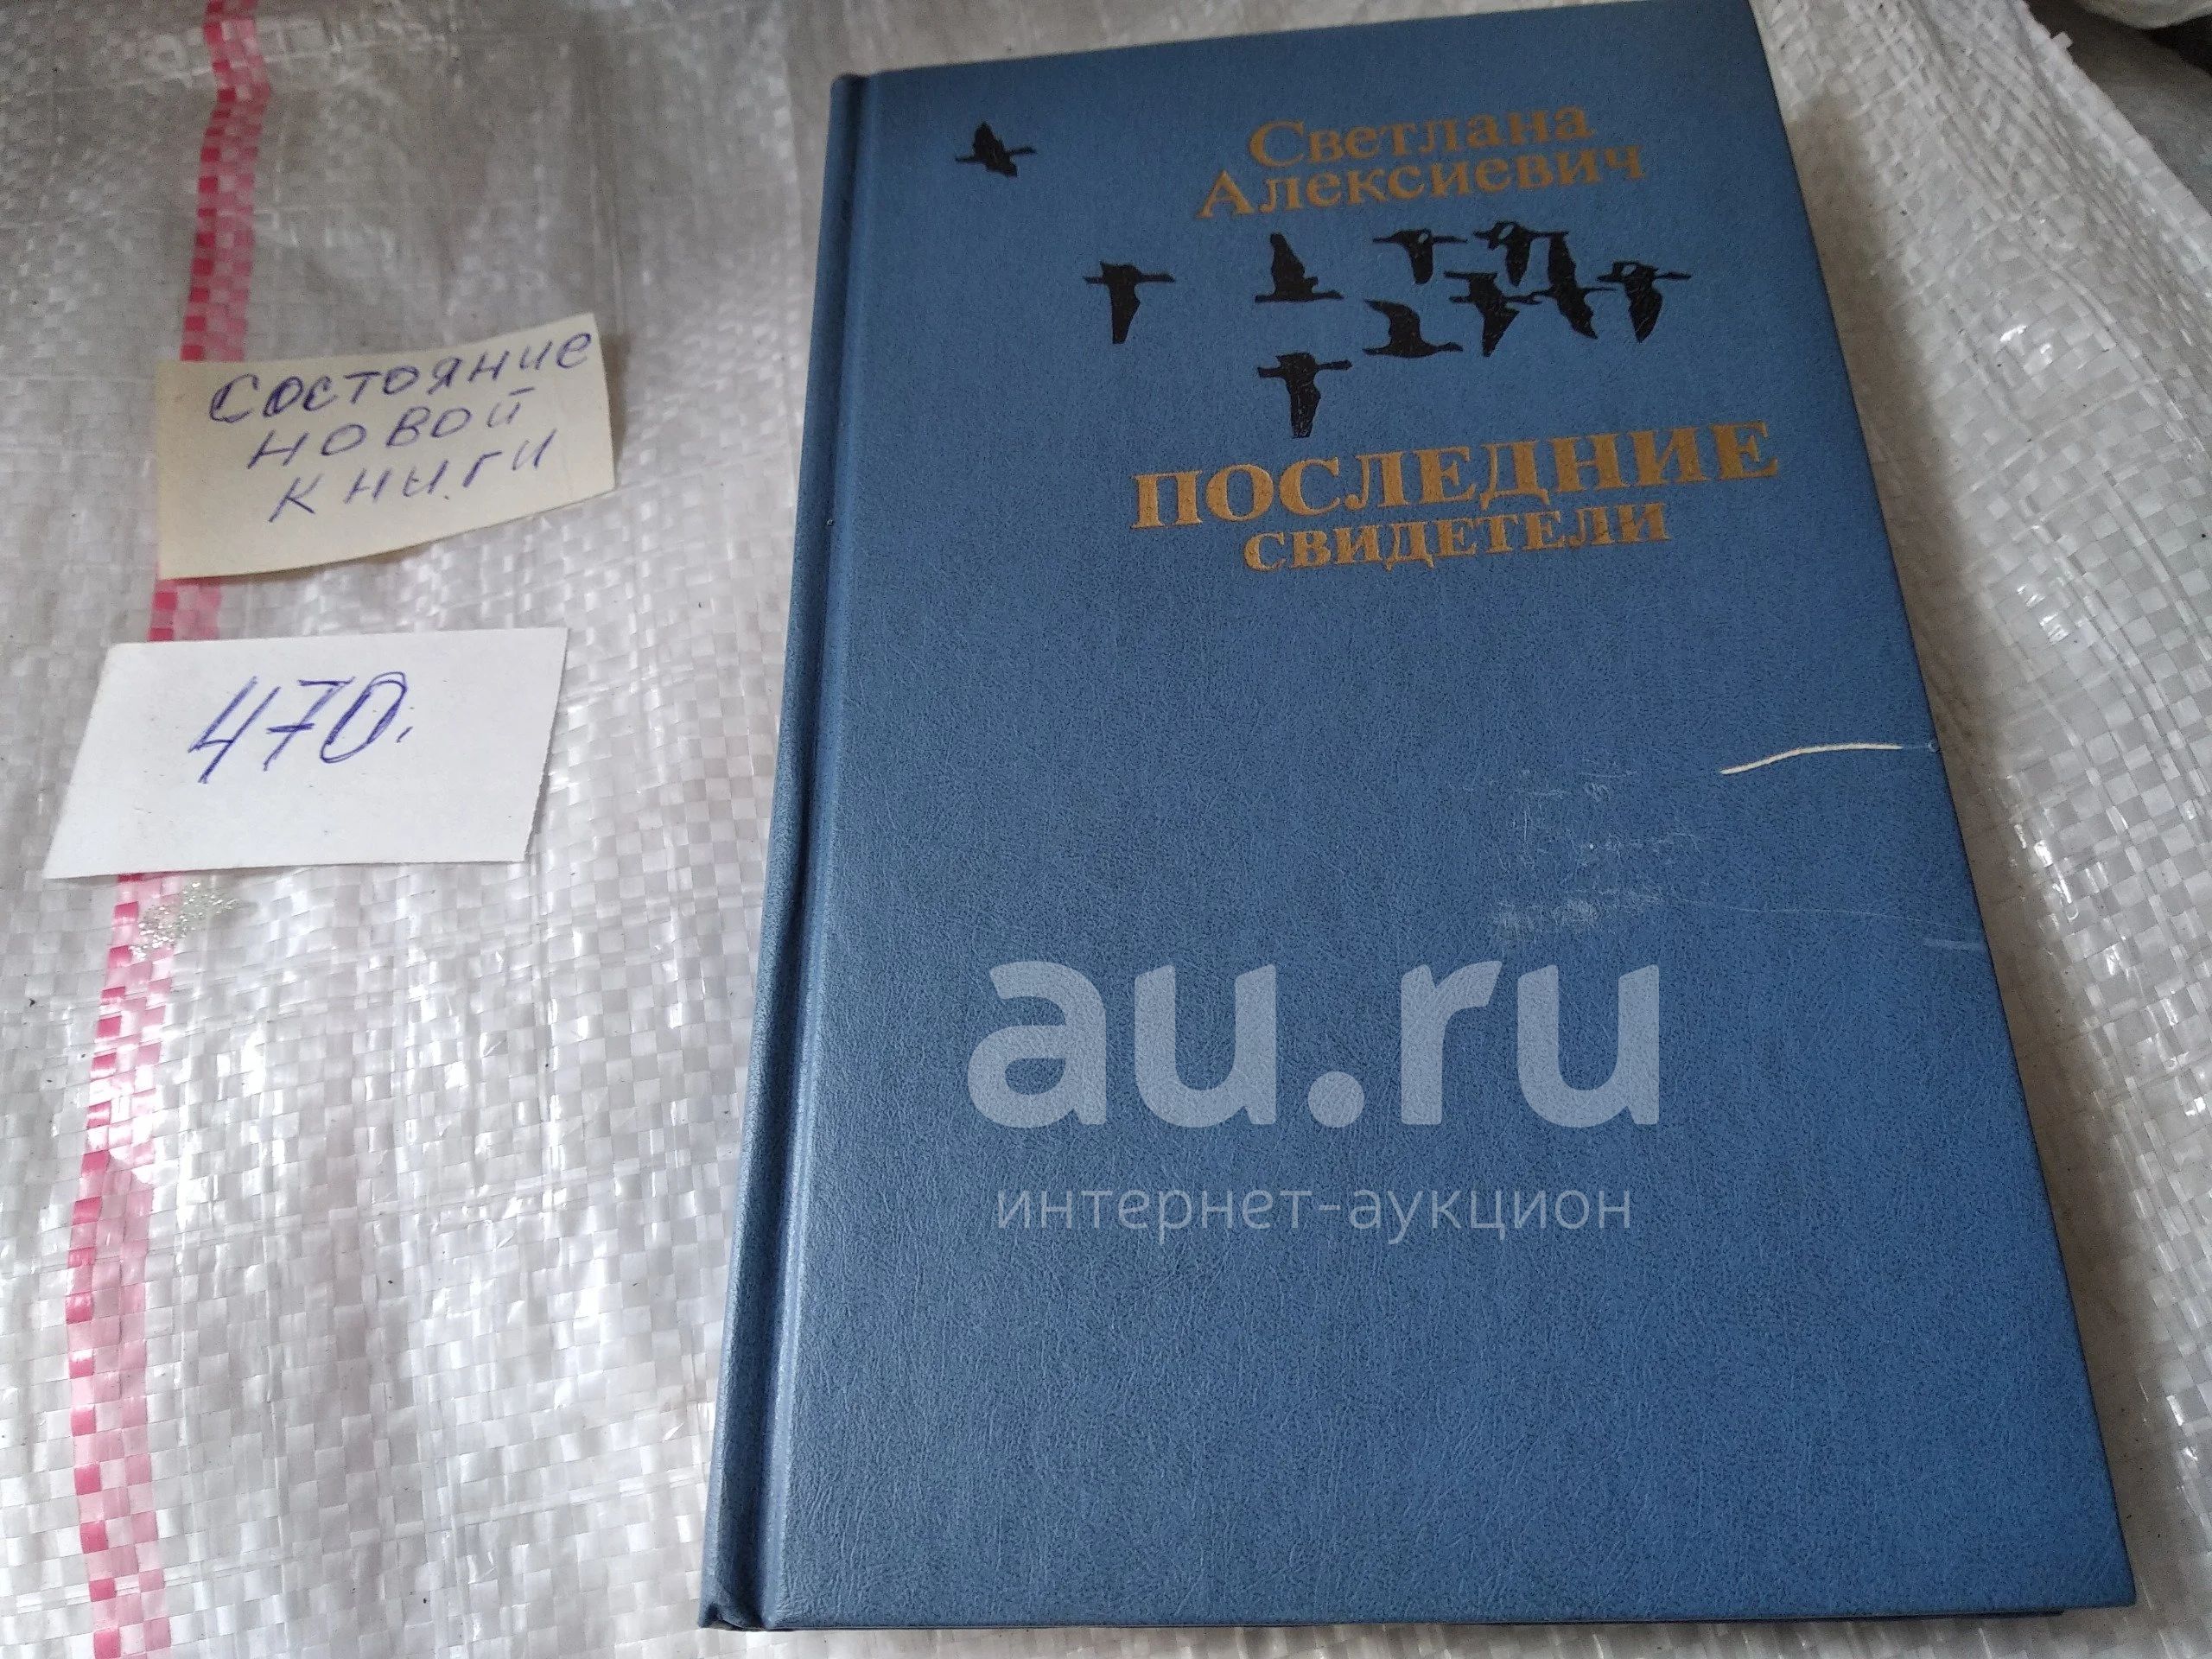 Состояние
новой
книги
470.
Светлана
Алексиевич
ПОСЛЕДНИЕ
СВИДЕТЕЛИ
au.ru
интернет-аукцион